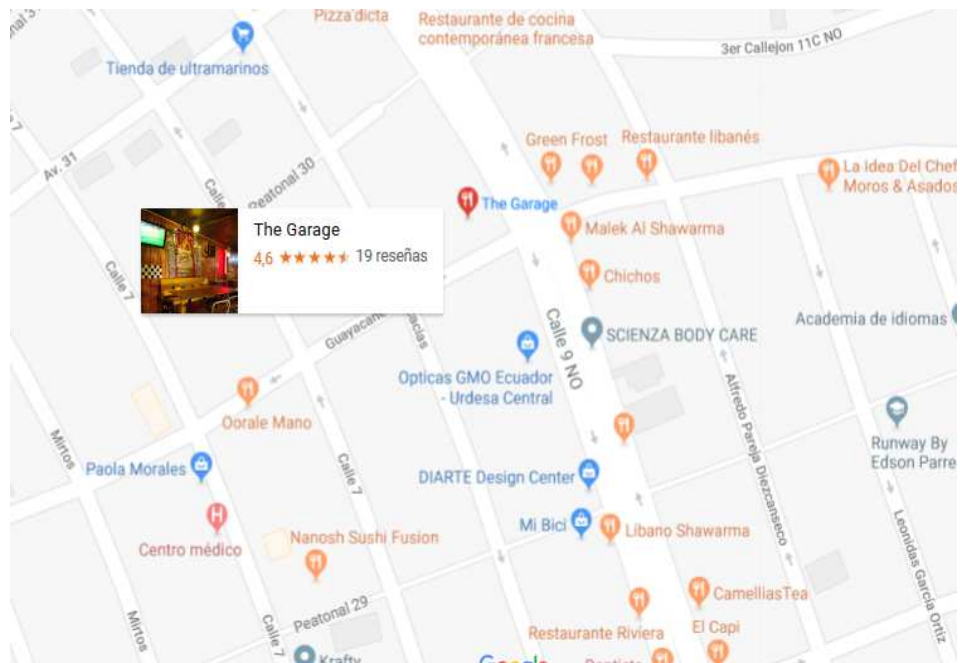 Pizza dicta
Restaurante de cocina
contemporánea francesa
3er Callejon 11C NO
Tienda de ultramarinos
Av. 31
Peatonal 30
Green Frost
Restaurante libanés
La Idea Del Chef
Moros & Asados
The Garage
The Garage
4,6
19 reseñas
Malek Al Shawarma
Chichos
Calle 7
Calle 9 NO
SCIENZA BODY CARE
Academia de idiomas
Opticas GMO Ecuador
- Urdesa Central
Alfredo Pareja Diezcanseco
Oorale Mano
Runway By
Edson Parre
Mirtos
Paola Morales
Calle 7
DIARTE Design Center
Mi Bici
Líbano Shawarma
Leonidas García Ortiz
Centro médico
Nanosh Sushi Fusion
CamelliasTea
Mirtos
Calle 7
Peatonal 29
Restaurante Riviera
El Capi
Krafty
Google